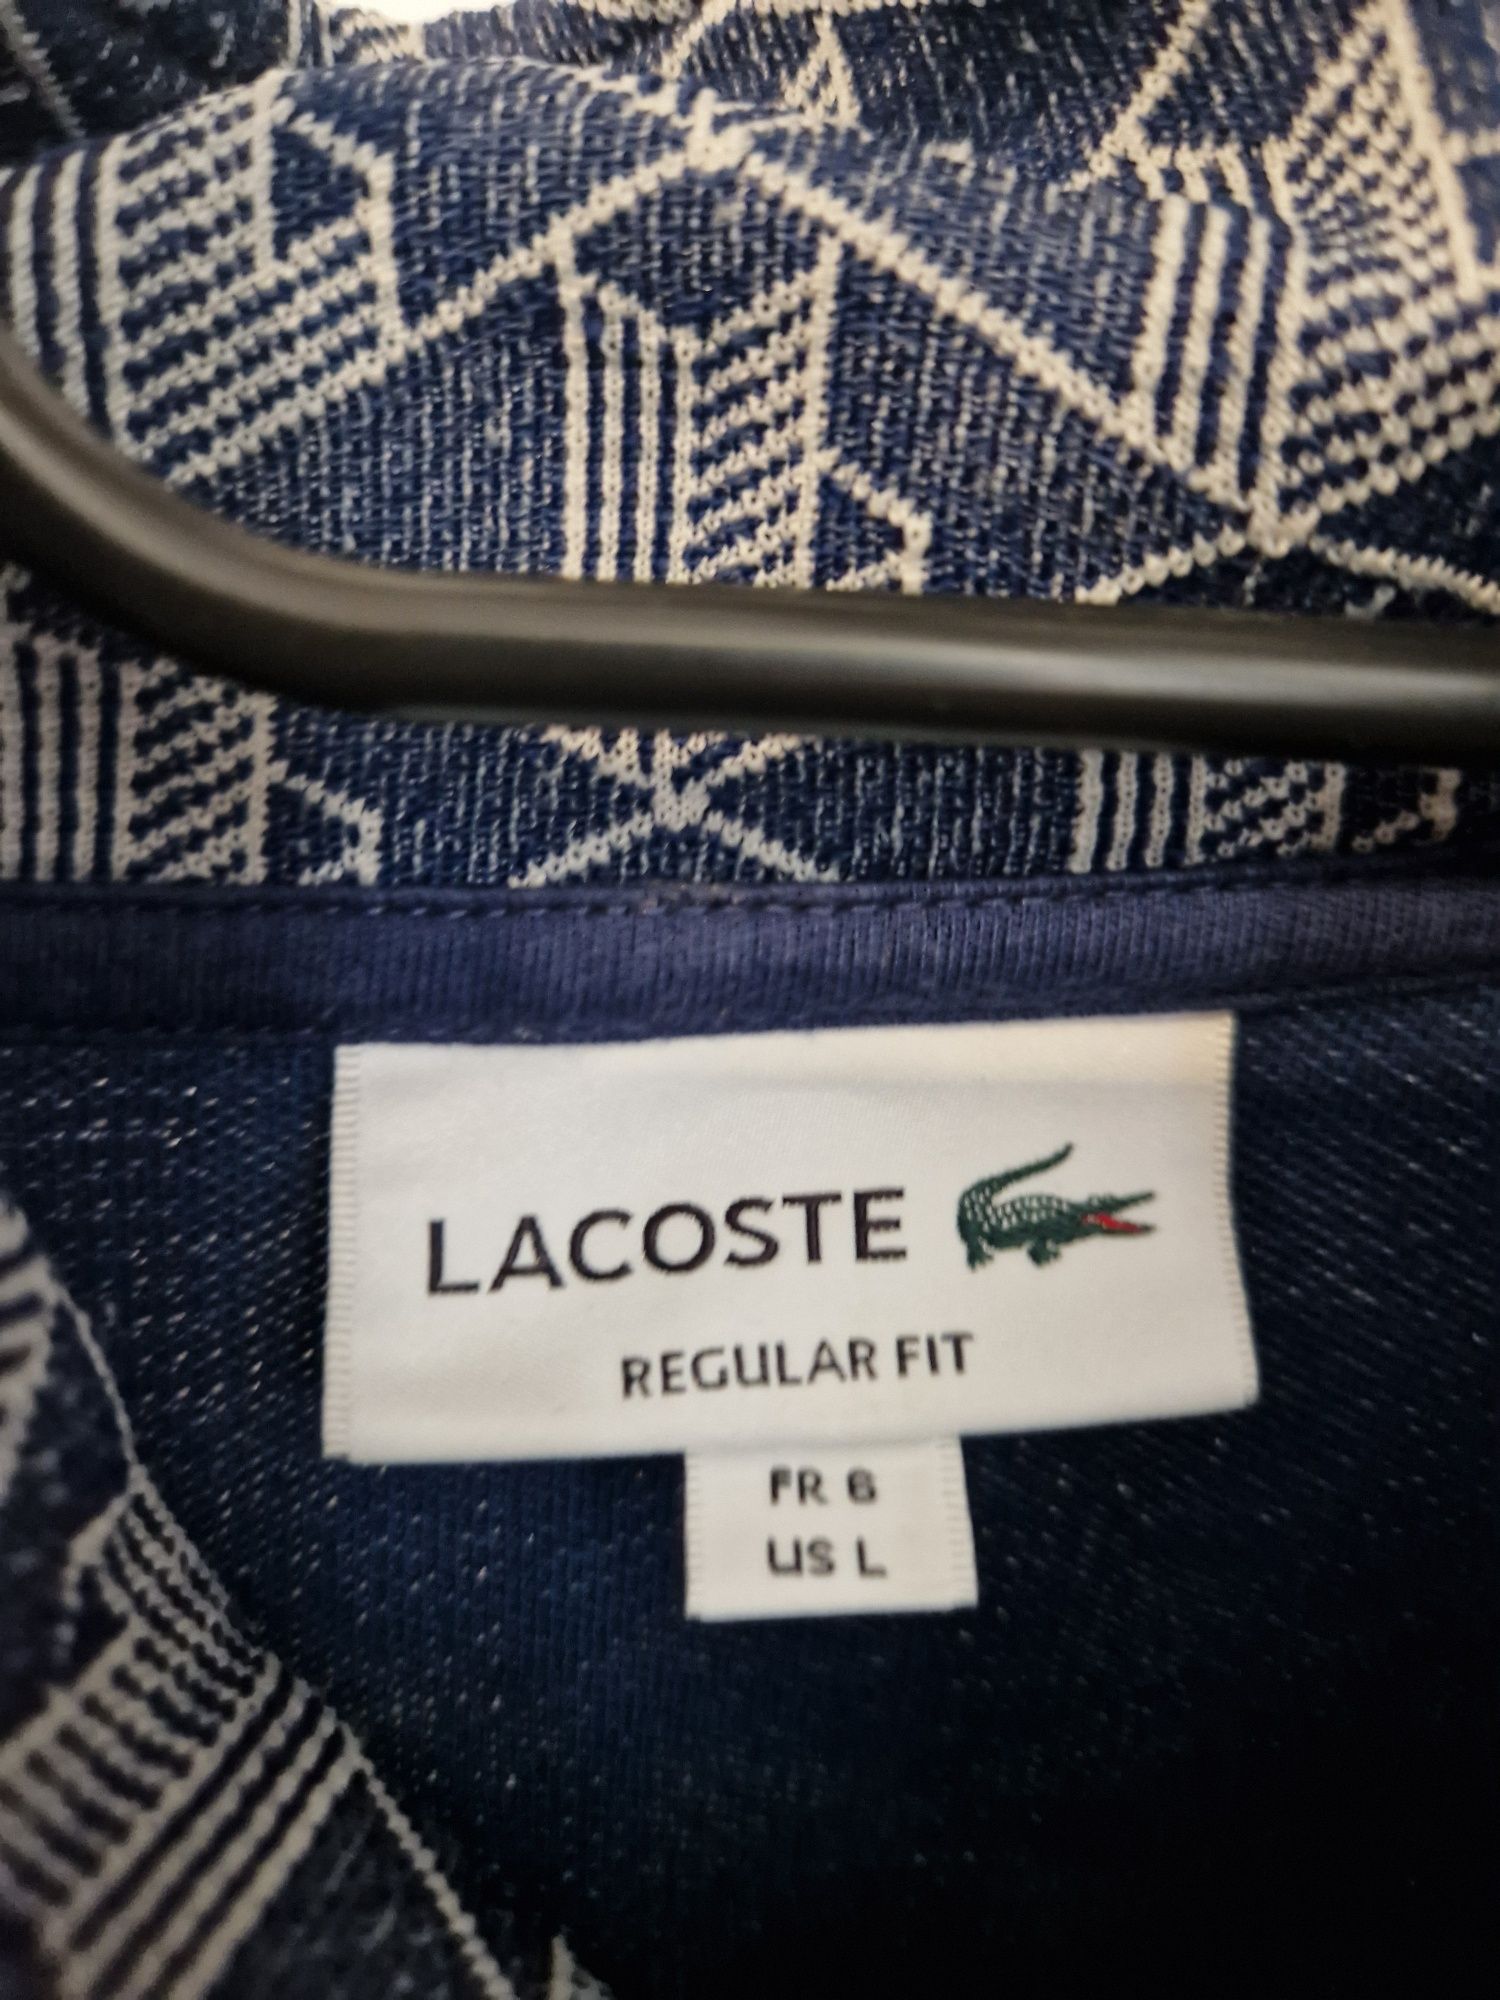 LACOSTE
REGULAR FIT
FR 6
US L